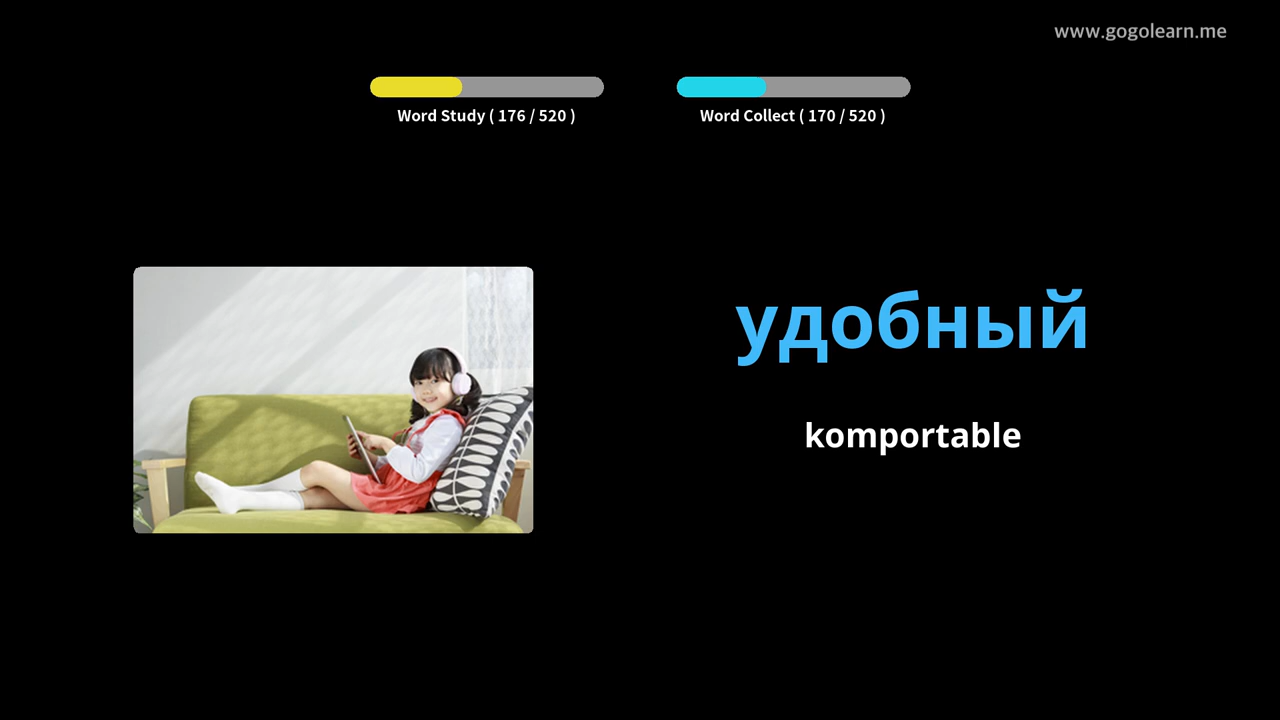 www.gogolearn.me
Word Study ( 176 / 520 )
Word Collect ( 170 / 520 )
удобный
komportable